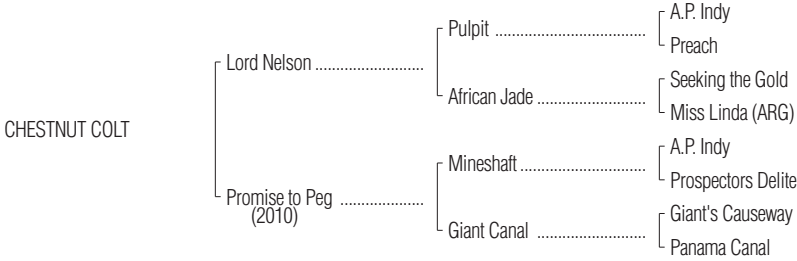 A.P. Indy
Pulpit ....................................
Preach
Lord Nelson ..........................
Seeking the Gold
African Jade ..........................
Miss Linda (ARG)
CHESTNUT COLT
A.P. Indy
Mineshaft ..............................
Prospectors Delite
Promise to Peg ....................
(2010)
Giant's Causeway
Giant Canal ..........................
Panama Canal